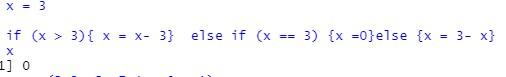 x = 3
if (x > 3){ x = x- 3}  else if (x == 3) {x =0}else {x = 3- x}
x
1] 0